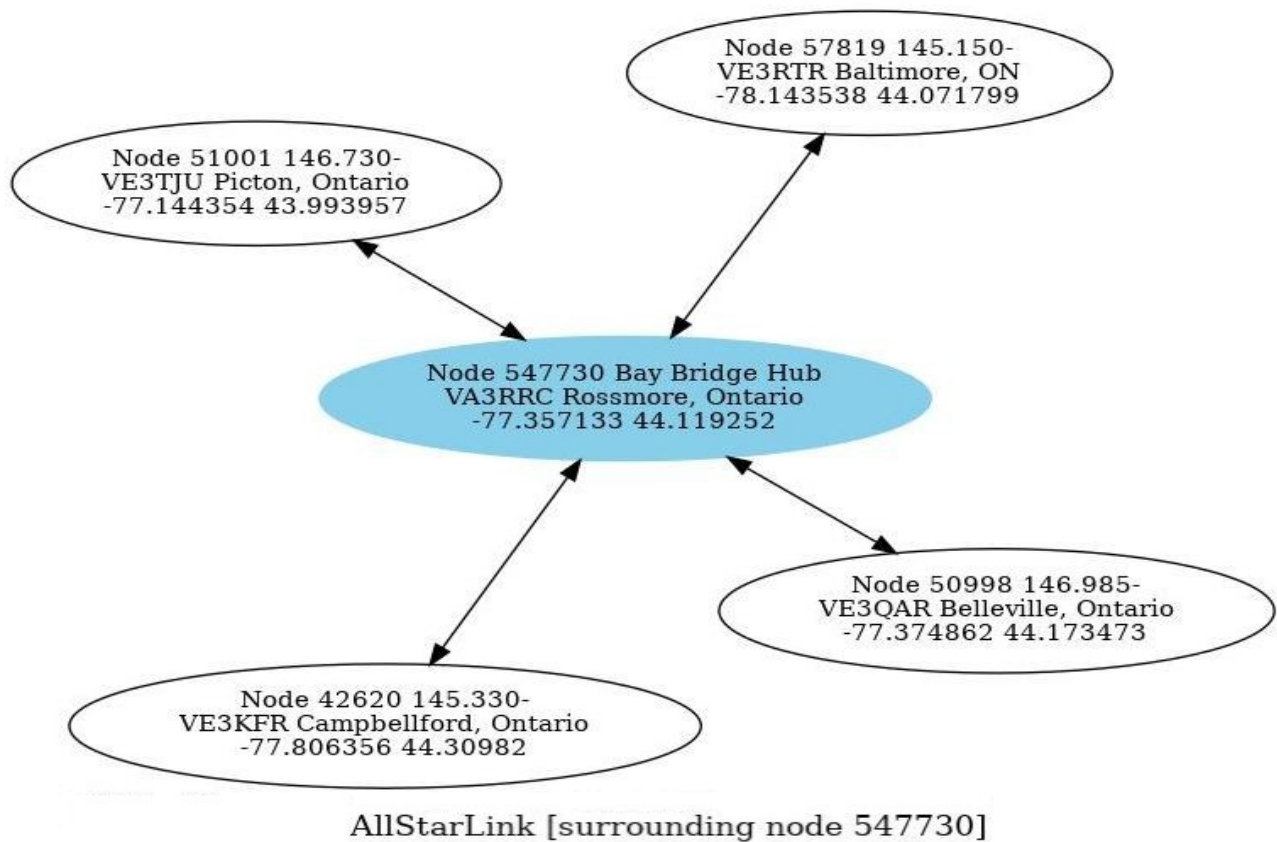 Node 57819 145.150-
VE3RTR Baltimore, ON
-78.143538 44.071799
Node 51001 146.730-
VE3TJU Picton, Ontario
-77.144354 43.993957
Node 547730 Bay Bridge Hub
VA3RRC Rossmore, Ontario
-77.357133 44.119252
Node 50998 146.985-
VE3QAR Belleville, Ontario
-77.374862 44.173473
Node 42620 145.330-
VE3KFR Campbellford, Ontario
-77.806356 44.30982
AllStarLink [surrounding node 547730]